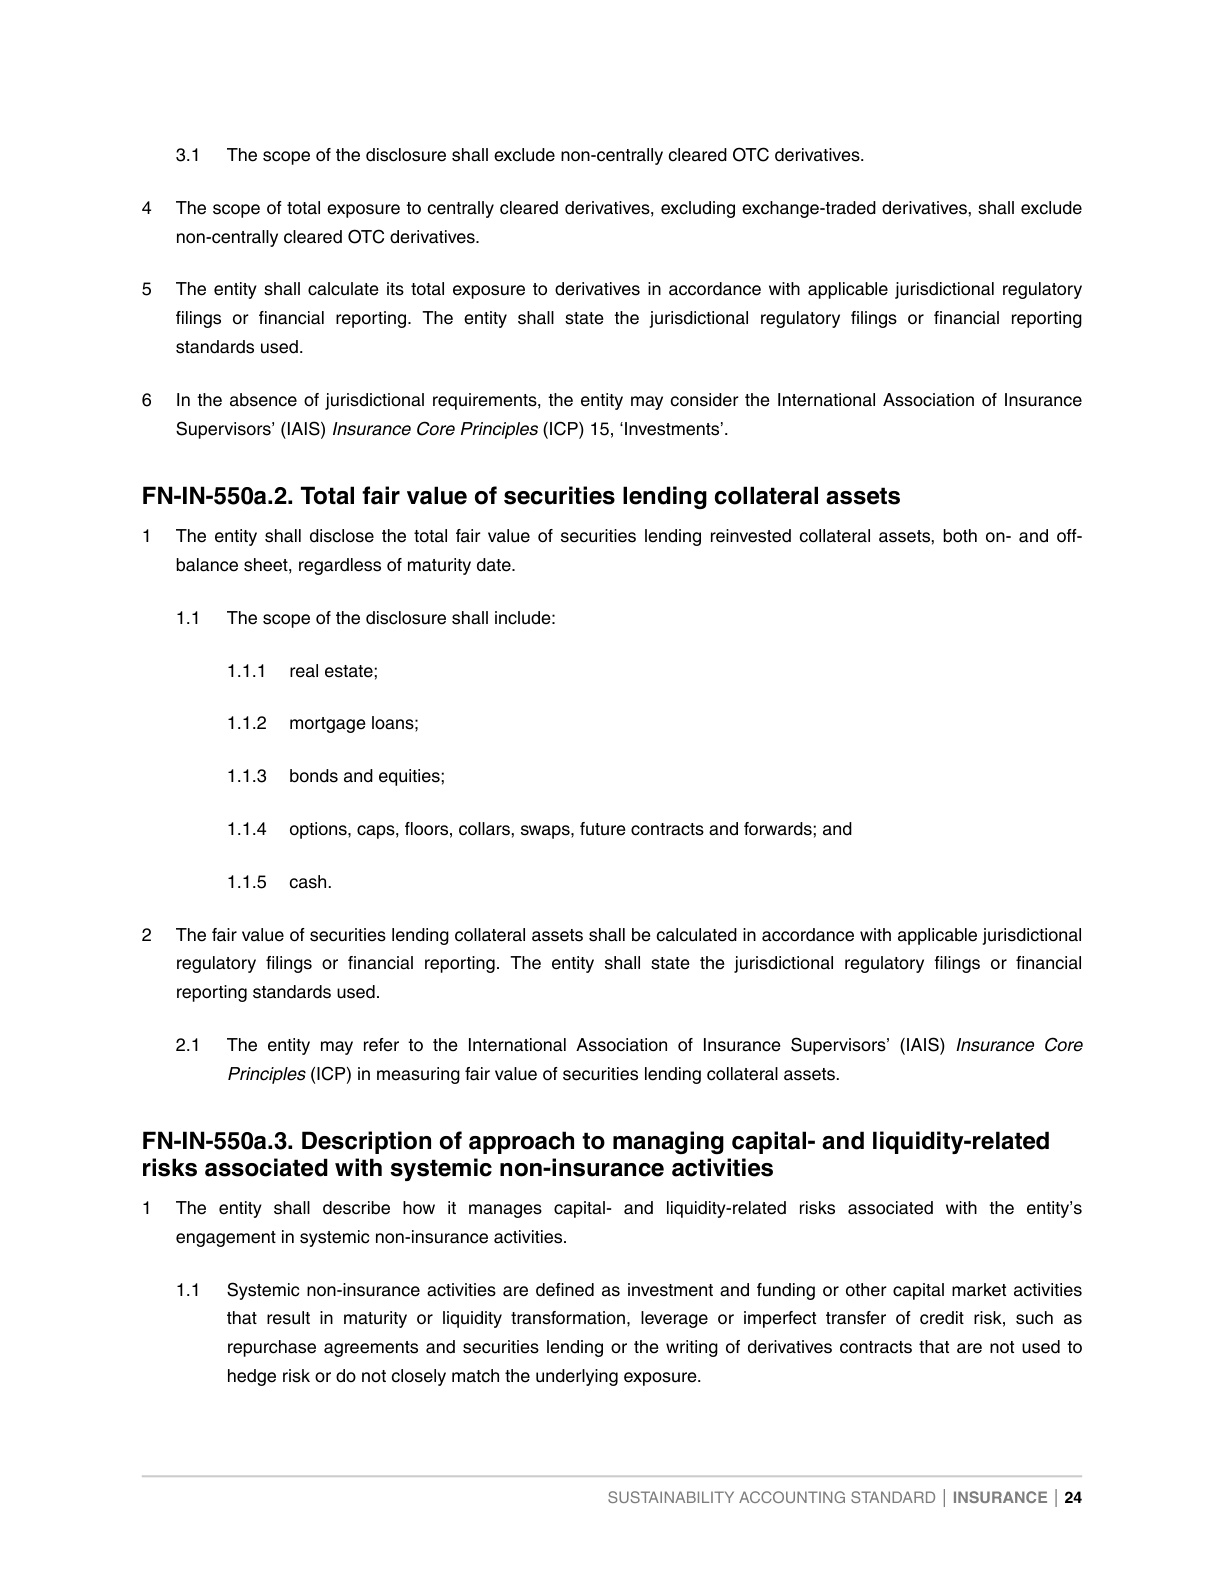 3.1 The scope of the disclosure shall exclude non-centrally cleared OTC derivatives.
4 The scope of total exposure to centrally cleared derivatives, excluding exchange-traded derivatives, shall exclude
non-centrally cleared OTC derivatives.
5 The entity shall calculate its total exposure to derivatives in accordance with applicable jurisdictional regulatory
filings or financial reporting. The entity shall state the jurisdictional regulatory filings or financial reporting
standards used.
6 In the absence of jurisdictional requirements, the entity may consider the International Association of Insurance
Supervisors’ (IAIS) Insurance Core Principles (ICP) 15, ‘Investments’.
FN-IN-550a.2. Total fair value of securities lending collateral assets
1 The entity shall disclose the total fair value of securities lending reinvested collateral assets, both on- and off-
balance sheet, regardless of maturity date.
1.1 The scope of the disclosure shall include:
1.1.1 real estate;
1.1.2 mortgage loans;
1.1.3 bonds and equities;
1.1.4 options, caps, floors, collars, swaps, future contracts and forwards; and
1.1.5 cash.
2 The fair value of securities lending collateral assets shall be calculated in accordance with applicable jurisdictional
regulatory filings or financial reporting. The entity shall state the jurisdictional regulatory filings or financial
reporting standards used.
2.1 The entity may refer to the International Association of Insurance Supervisors’ (IAIS) Insurance Core
Principles (ICP) in measuring fair value of securities lending collateral assets.
FN-IN-550a.3. Description of approach to managing capital- and liquidity-related
risks associated with systemic non-insurance activities
1 The entity shall describe how it manages capital- and liquidity-related risks associated with the entity’s
engagement in systemic non-insurance activities.
1.1 Systemic non-insurance activities are defined as investment and funding or other capital market activities
that result in maturity or liquidity transformation, leverage or imperfect transfer of credit risk, such as
repurchase agreements and securities lending or the writing of derivatives contracts that are not used to
hedge risk or do not closely match the underlying exposure.
SUSTAINABILITY ACCOUNTING STANDARD | INSURANCE | 24